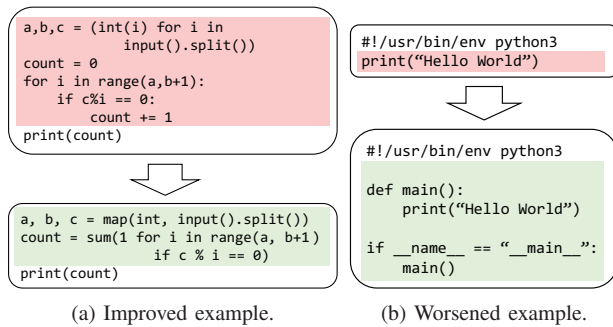 a,b,c = (int(i) for i in
input().split())
count = 0
for i in range(a,b+1):
if c%i == 0:
count += 1
print(count)
a, b, c = map(int, input().split())
count = sum(1 for i in range(a, b+1)
if c % i == 0)
print(count)
(a) Improved example.
#!/usr/bin/env python3
print(“Hello World”)
#!/usr/bin/env python3
def main():
print(“Hello World”)
if __name__ == “__main__”:
main()
(b) Worsened example.